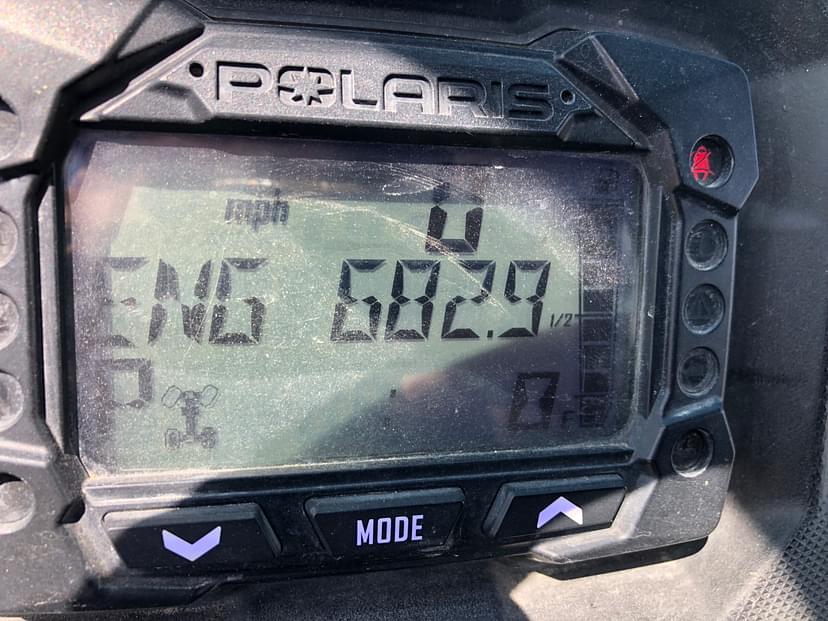 POLARIS
mph 0
ENG 682.9 1/2
P 0 F
MODE